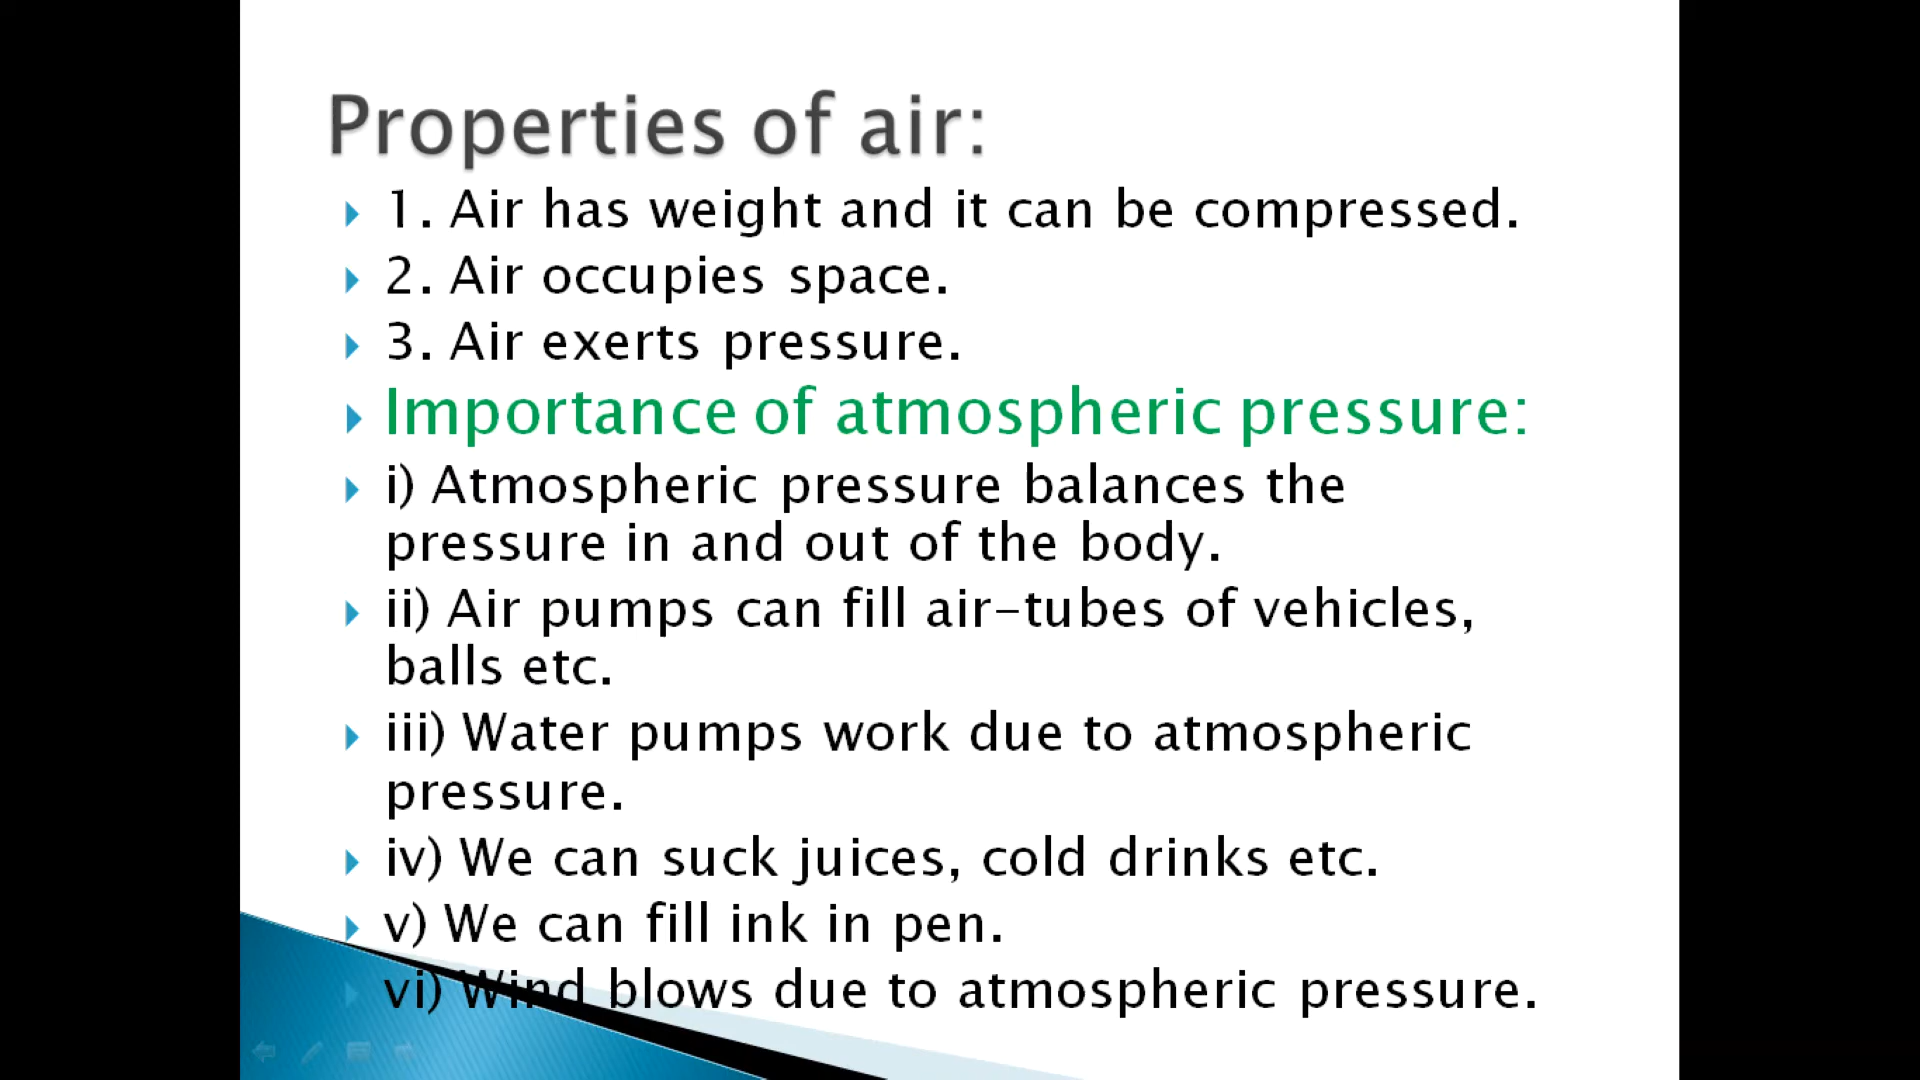 Properties of air:
1. Air has weight and it can be compressed.
2. Air occupies space.
3. Air exerts pressure.
Importance of atmospheric pressure:
i) Atmospheric pressure balances the
pressure in and out of the body.
ii) Air pumps can fill air-tubes of vehicles,
balls etc.
iii) Water pumps work due to atmospheric
pressure.
iv) We can suck juices, cold drinks etc.
v) We can fill ink in pen.
vi) Wind blows due to atmospheric pressure.